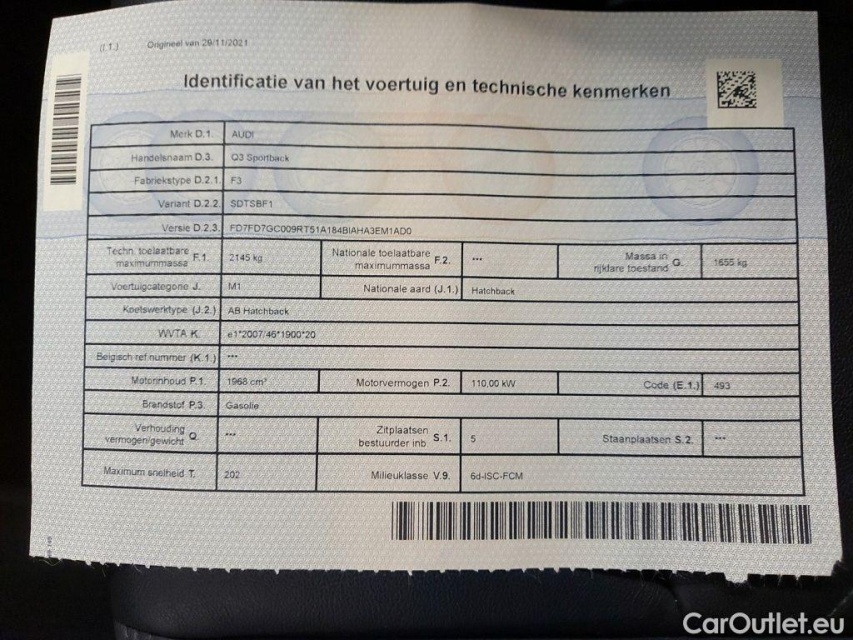 (I.1.) Origineel van 29/11/2021
Identificatie van het voertuig en technische kenmerken
Merk D.1. AUDI
Handelsnaam D.3. Q3 Sportback
Fabriekstype D.2.1. F3
Variant D.2.2. SDTSBF1
Versie D.2.3. FD7FD7GC009RT51A184BIAHA3EM1AD0
Techn. toelaatbare maximummassa F.1. 2145 kg Nationale toelaatbare maximummassa F.2. --- Massa in rijklare toestand G. 1655 kg
Voertuigcategorie J. M1 Nationale aard (J.1.) Hatchback
Koetswerktype (J.2.) AB Hatchback
WVTA K. e1*2007/46*1900*20
Belgisch ref.nummer (K.1.) ---
Motorinhoud P.1. 1968 cm³ Motorvermogen P.2. 110,00 kW Code (E.1.) 493
Brandstof P.3. Gasolie
Verhouding vermogen/gewicht Q. --- Zitplaatsen bestuurder inb. S.1. 5 Staanplaatsen S.2. ---
Maximum snelheid T. 202 Milieuklasse V.9. 6d-ISC-FCM
CarOutlet.eu